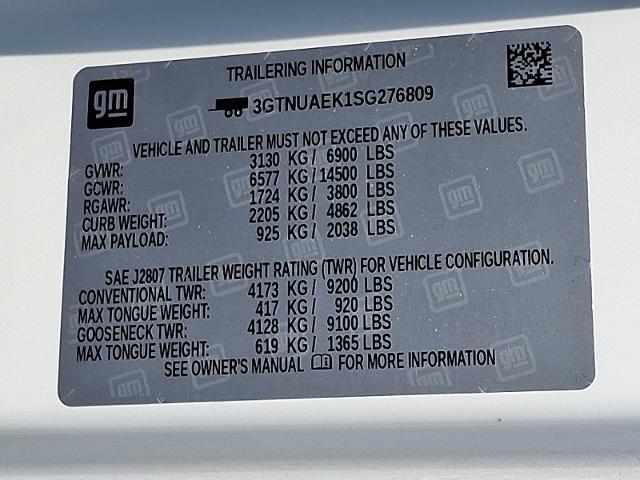 gm
TRAILERING INFORMATION
3GTNUAEK1SG276809
VEHICLE AND TRAILER MUST NOT EXCEED ANY OF THESE VALUES.
GVWR: 3130 KG/ 6900 LBS
GCWR: 6577 KG/14500 LBS
RGAWR: 1724 KG/ 3800 LBS
CURB WEIGHT: 2205 KG/ 4862 LBS
MAX PAYLOAD: 925 KG/ 2038 LBS
SAE J2807 TRAILER WEIGHT RATING (TWR) FOR VEHICLE CONFIGURATION.
CONVENTIONAL TWR: 4173 KG/ 9200 LBS
MAX TONGUE WEIGHT: 417 KG/ 920 LBS
GOOSENECK TWR: 4128 KG/ 9100 LBS
MAX TONGUE WEIGHT: 619 KG/ 1365 LBS
SEE OWNER'S MANUAL FOR MORE INFORMATION